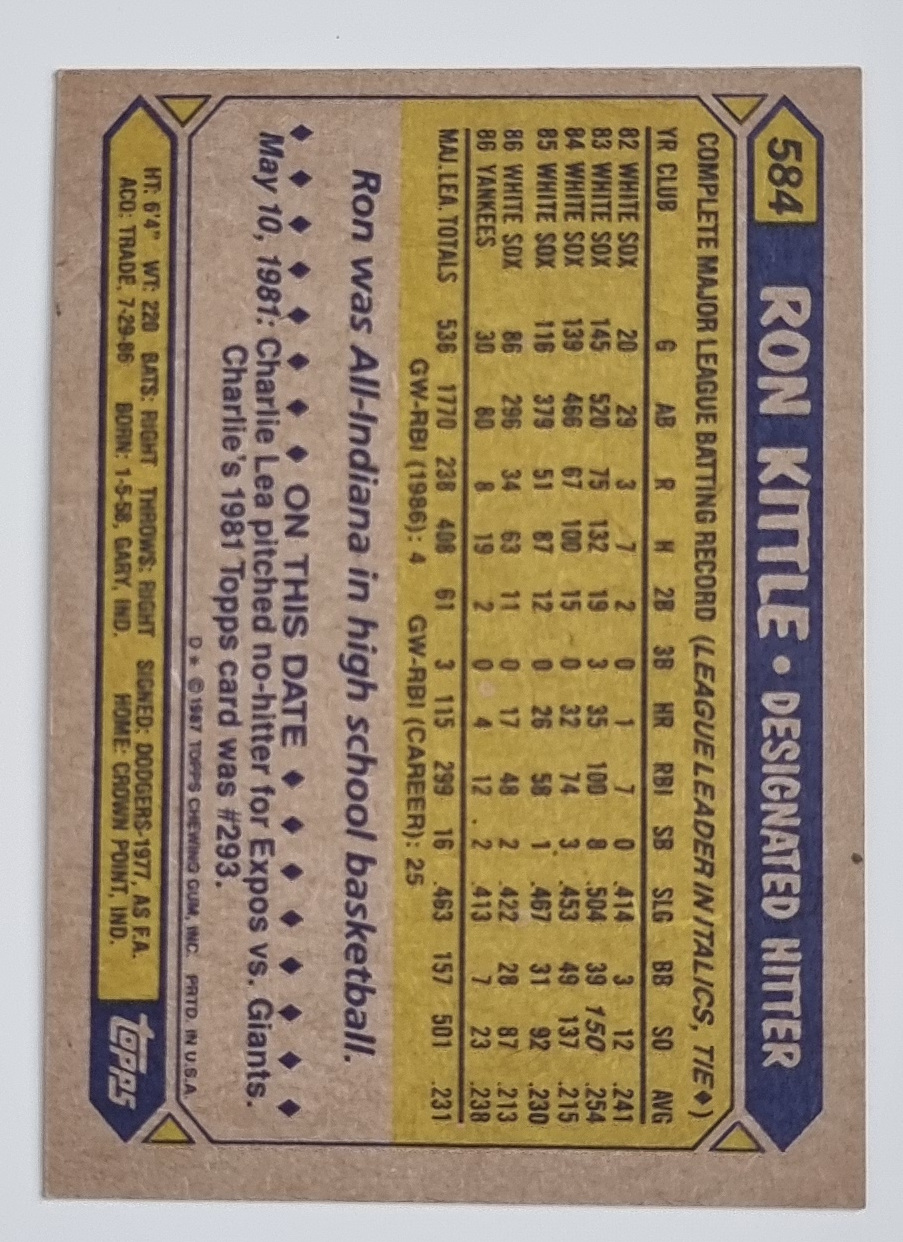 584 RON KITTLE • DESIGNATED HITTER
COMPLETE MAJOR LEAGUE BATTING RECORD (LEAGUE LEADER IN ITALICS, TIE♦)
YR CLUB G AB R H 2B 3B HR RBI SB SLG BB SO AVG
82 WHITE SOX 20 29 3 7 2 0 1 7 0 .414 3 12 .241
83 WHITE SOX 145 520 75 132 19 3 35 100 8 .504 39 150 .254
84 WHITE SOX 139 466 67 100 15 0 32 74 3 .453 49 137 .215
85 WHITE SOX 116 379 51 87 12 0 26 58 1 .467 31 92 .230
86 WHITE SOX 86 296 34 63 11 0 17 48 2 .422 28 87 .213
86 YANKEES 30 80 8 19 2 0 4 12 2 .413 7 23 .238
MAJ. LEA. TOTALS 536 1770 238 408 61 3 115 299 16 .463 157 501 .231
GW-RBI (1986): 4 GW-RBI (CAREER): 25
Ron was All-Indiana in high school basketball.
♦ ♦ ♦ ♦ ♦ ♦ ON THIS DATE ♦ ♦ ♦ ♦ ♦ ♦ ♦ ♦
May 10, 1981: Charlie Lea pitched no-hitter for Expos vs. Giants.
Charlie's 1981 Topps card was #293.
D* © 1987 TOPPS CHEWING GUM, INC. PRTD. IN U.S.A.
HT: 6'4" WT: 220 BATS: RIGHT THROWS: RIGHT SIGNED: DODGERS-1977, AS F.A.
ACQ: TRADE, 7-29-86 BORN: 1-5-58, GARY, IND. HOME: CROWN POINT, IND.
topps